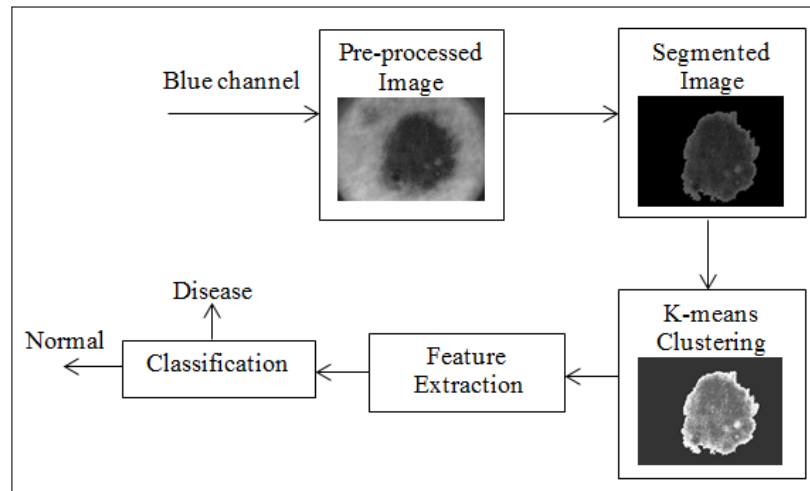 Blue channel
Pre-processed
Image
Segmented
Image
K-means
Clustering
Feature
Extraction
Classification
Disease
Normal